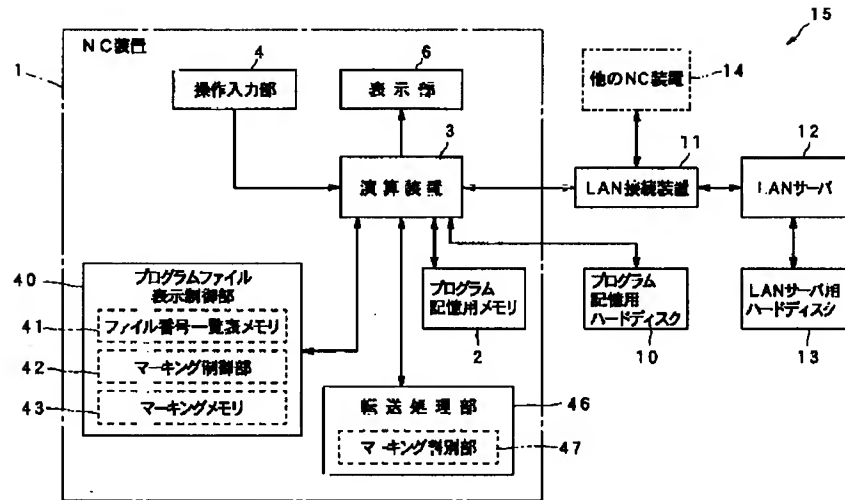 15
NC装置
1
4
操作入力部
6
表示部
他のNC装置
14
3
演算装置
11
LAN接続装置
12
LANサーバ
40
プログラムファイル
表示制御部
41
ファイル番号一覧表メモリ
42
マーキング制御部
43
マーキングメモリ
プログラム
記憶用メモリ
2
プログラム
記憶用
ハードディスク
10
LANサーバ用
ハードディスク
13
転送処理部
46
マーキング判別部
47